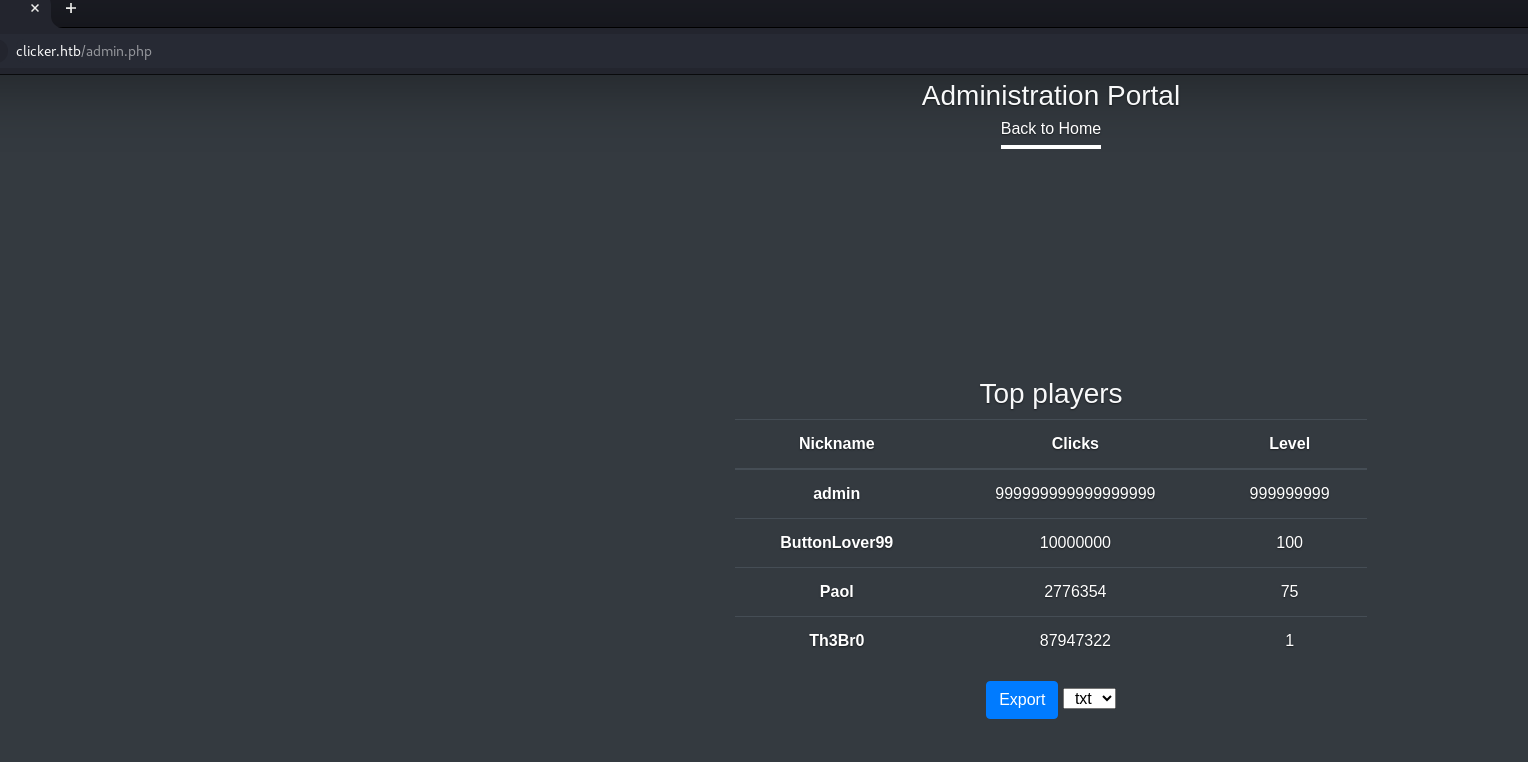 clicker.htb/admin.php
Administration Portal
Back to Home
Top players
Nickname Clicks Level
admin 999999999999999999 999999999
ButtonLover99 10000000 100
Paol 2776354 75
Th3Br0 87947322 1
Export txt